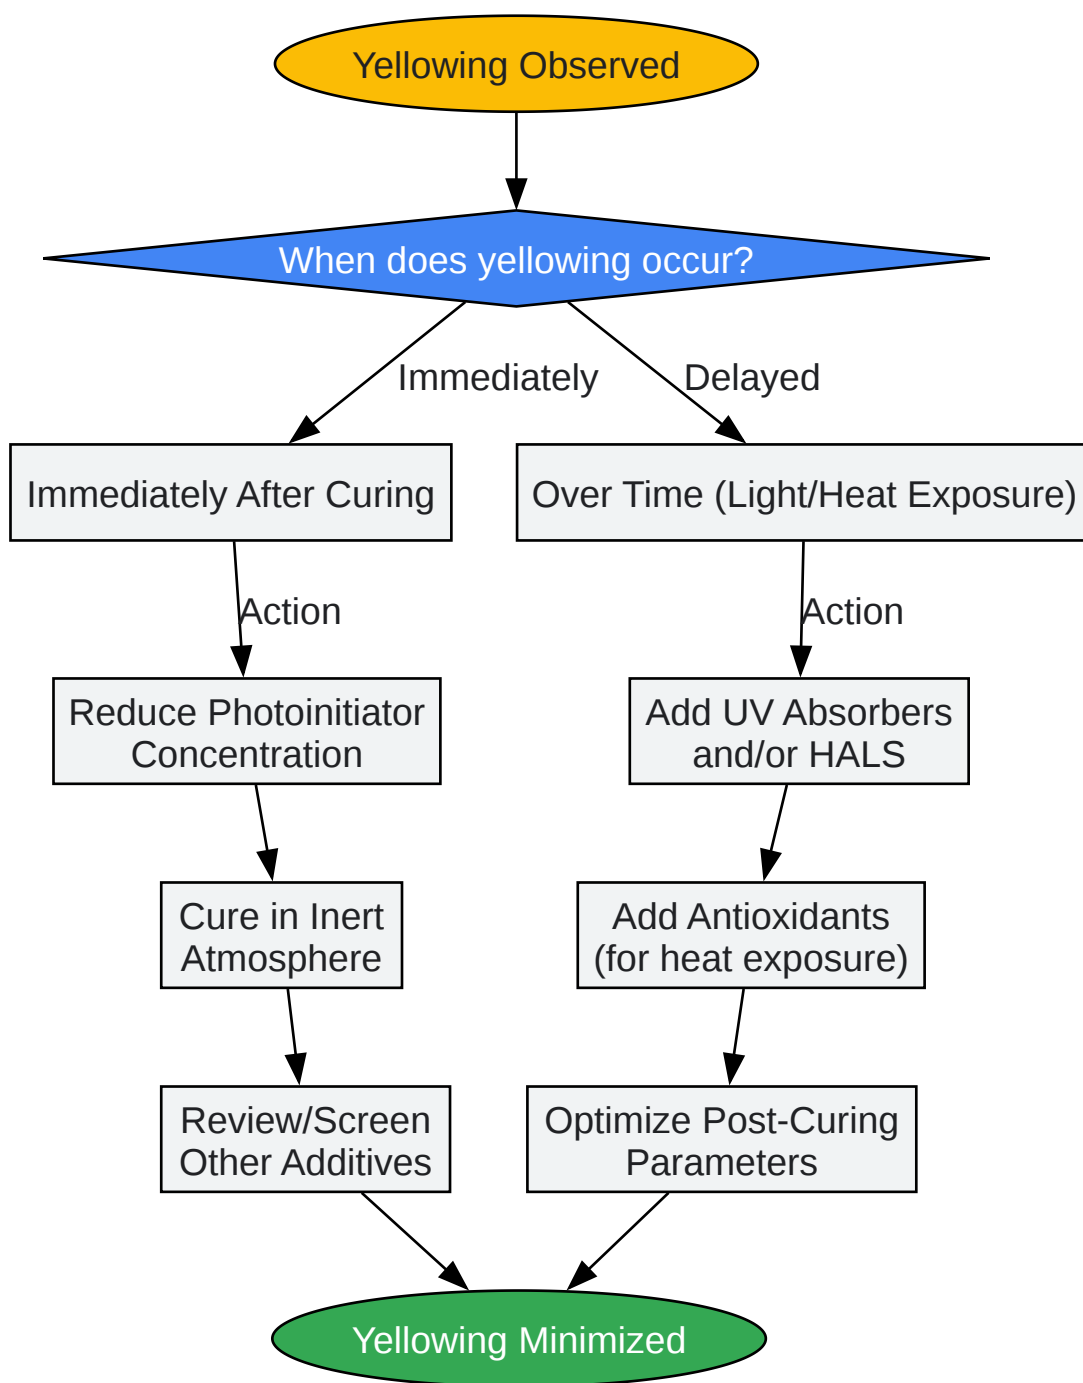 Yellowing Observed
When does yellowing occur?
Immediately
Delayed
Immediately After Curing
Over Time (Light/Heat Exposure)
Action
Action
Reduce Photoinitiator
Concentration
Add UV Absorbers
and/or HALS
Cure in Inert
Atmosphere
Add Antioxidants
(for heat exposure)
Review/Screen
Other Additives
Optimize Post-Curing
Parameters
Yellowing Minimized